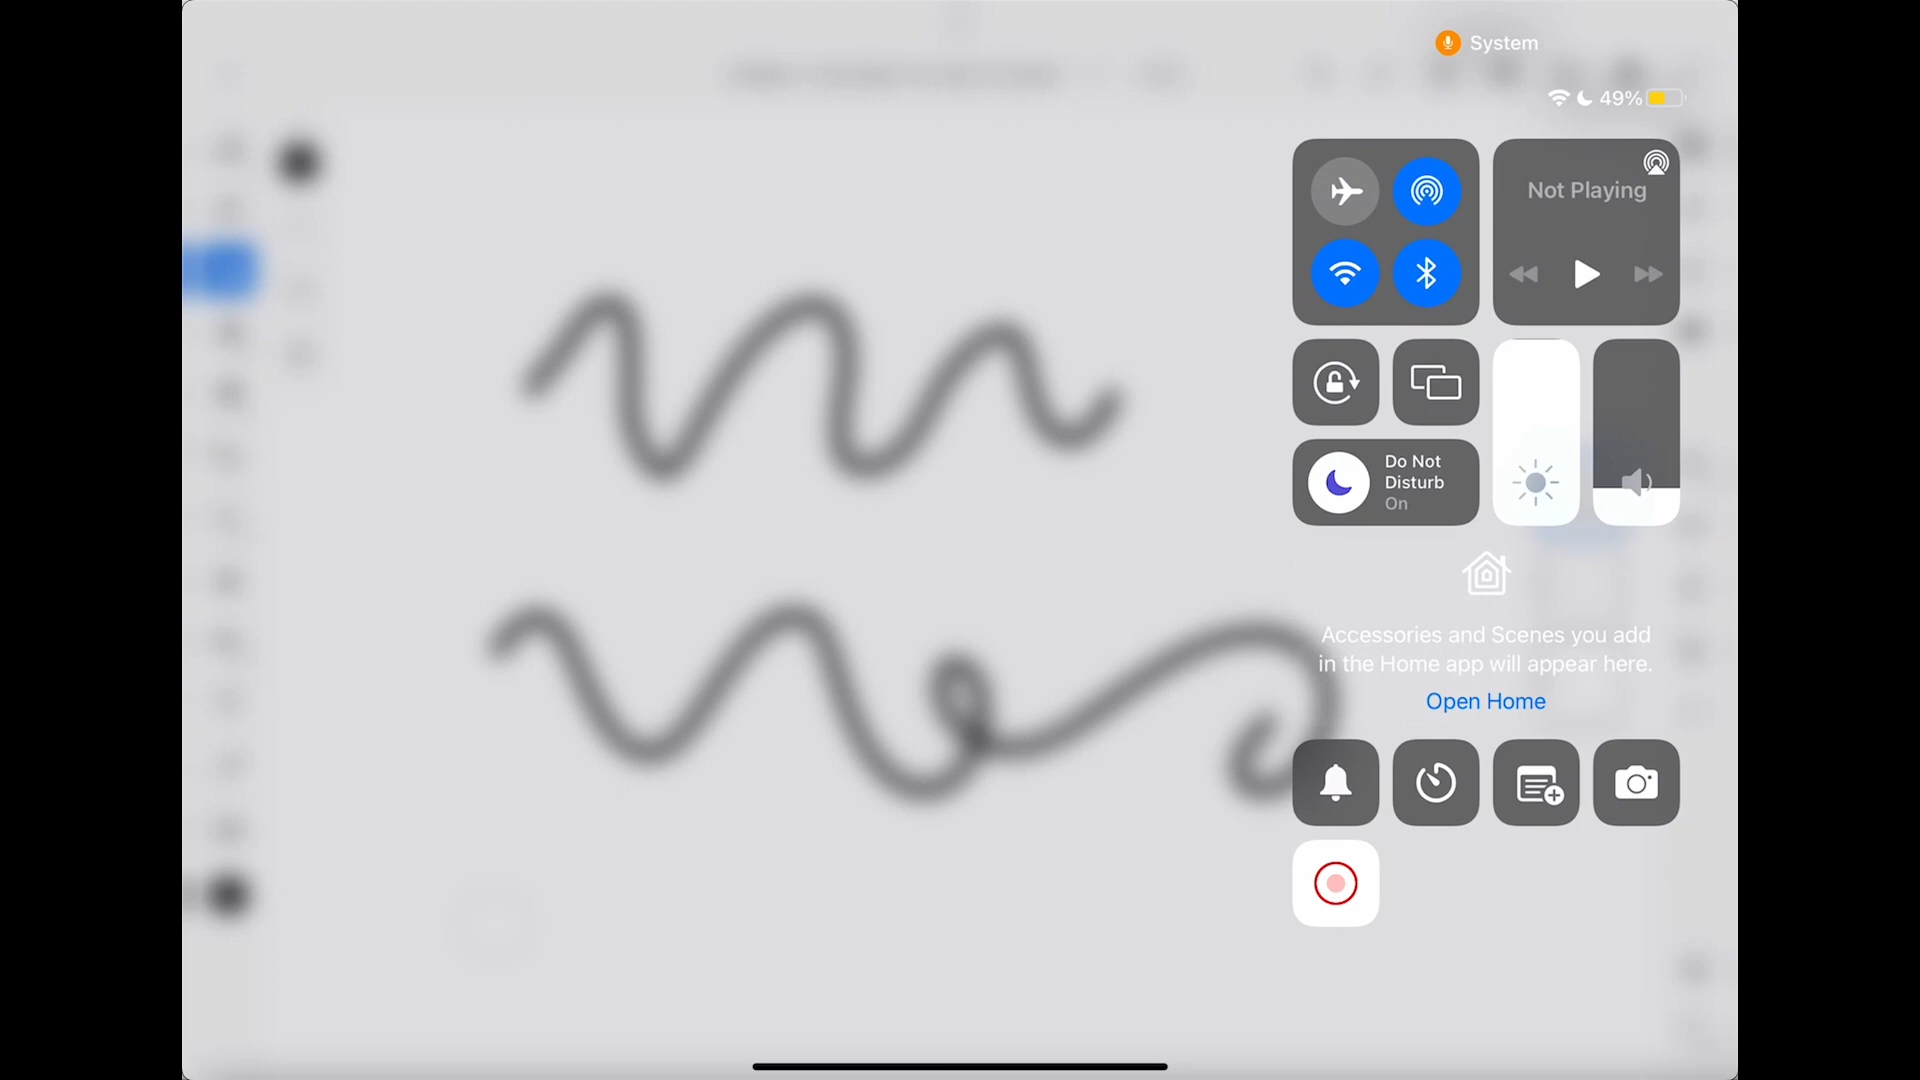 System
49%
Not Playing
Do Not
Disturb
On
Accessories and Scenes you add
in the Home app will appear here.
Open Home